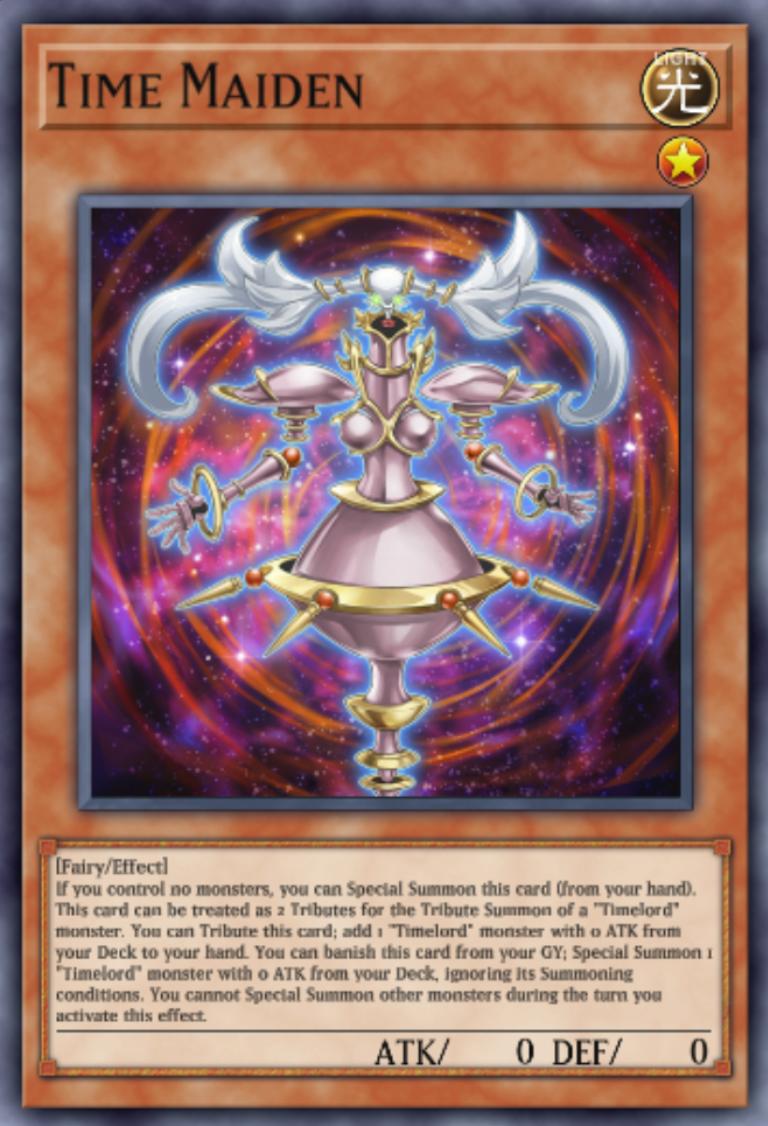 TIME MAIDEN
LIGHT
光
[Fairy/Effect]
If you control no monsters, you can Special Summon this card (from your hand).
This card can be treated as 2 Tributes for the Tribute Summon of a "Timelord"
monster. You can Tribute this card; add 1 "Timelord" monster with 0 ATK from
your Deck to your hand. You can banish this card from your GY; Special Summon 1
"Timelord" monster with 0 ATK from your Deck, ignoring its Summoning
conditions. You cannot Special Summon other monsters during the turn you
activate this effect.
ATK/ 0 DEF/ 0